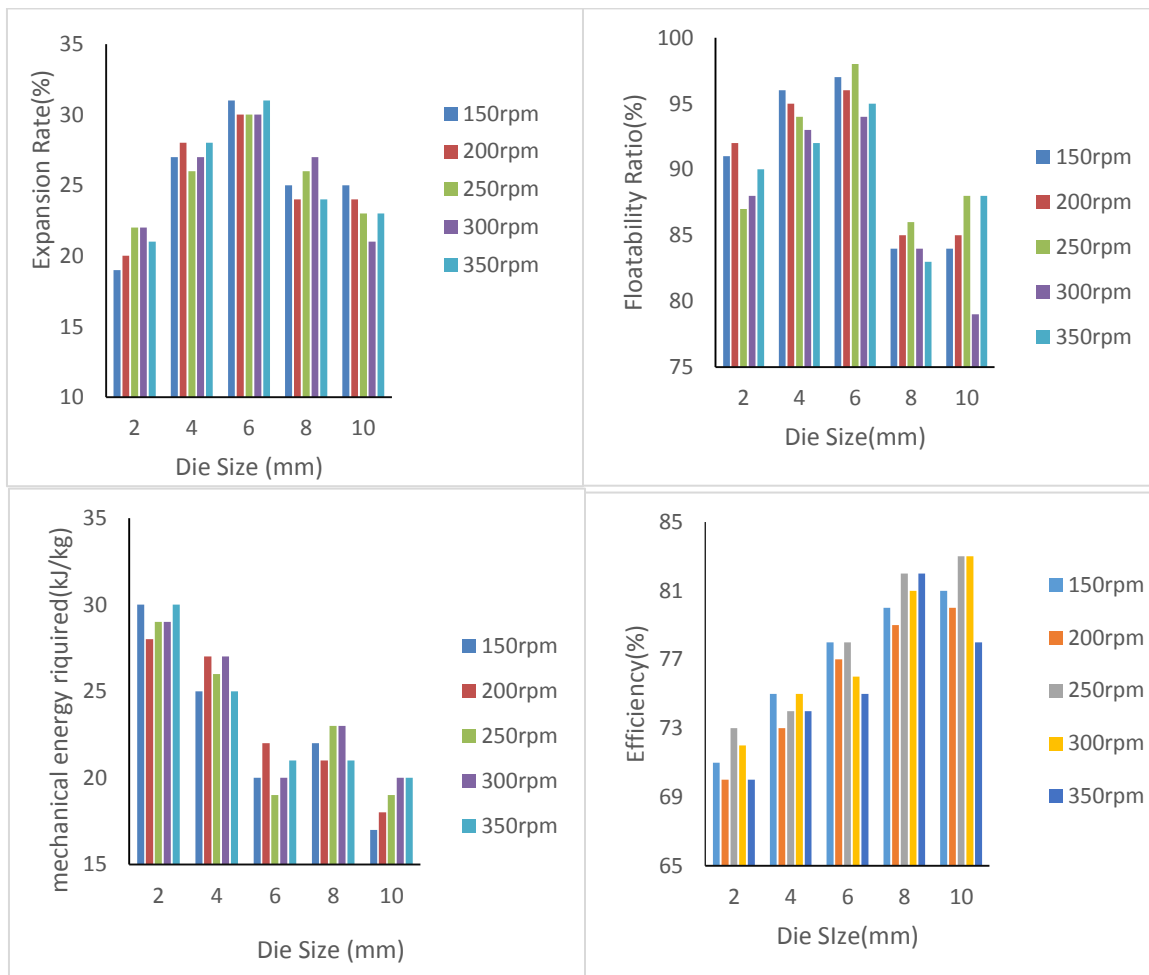 Expansion Rate(%)
35
30
25
20
15
10
2 4 6 8 10
Die Size (mm)
150rpm
200rpm
250rpm
300rpm
350rpm
Floatability Ratio(%)
100
95
90
85
80
75
2 4 6 8 10
Die Size(mm)
150rpm
200rpm
250rpm
300rpm
350rpm
mechanical energy riquired(kJ/kg)
35
30
25
20
15
2 4 6 8 10
Die Size (mm)
150rpm
200rpm
250rpm
300rpm
350rpm
Efficiency(%)
85
81
77
73
69
65
2 4 6 8 10
Die SIze(mm)
150rpm
200rpm
250rpm
300rpm
350rpm